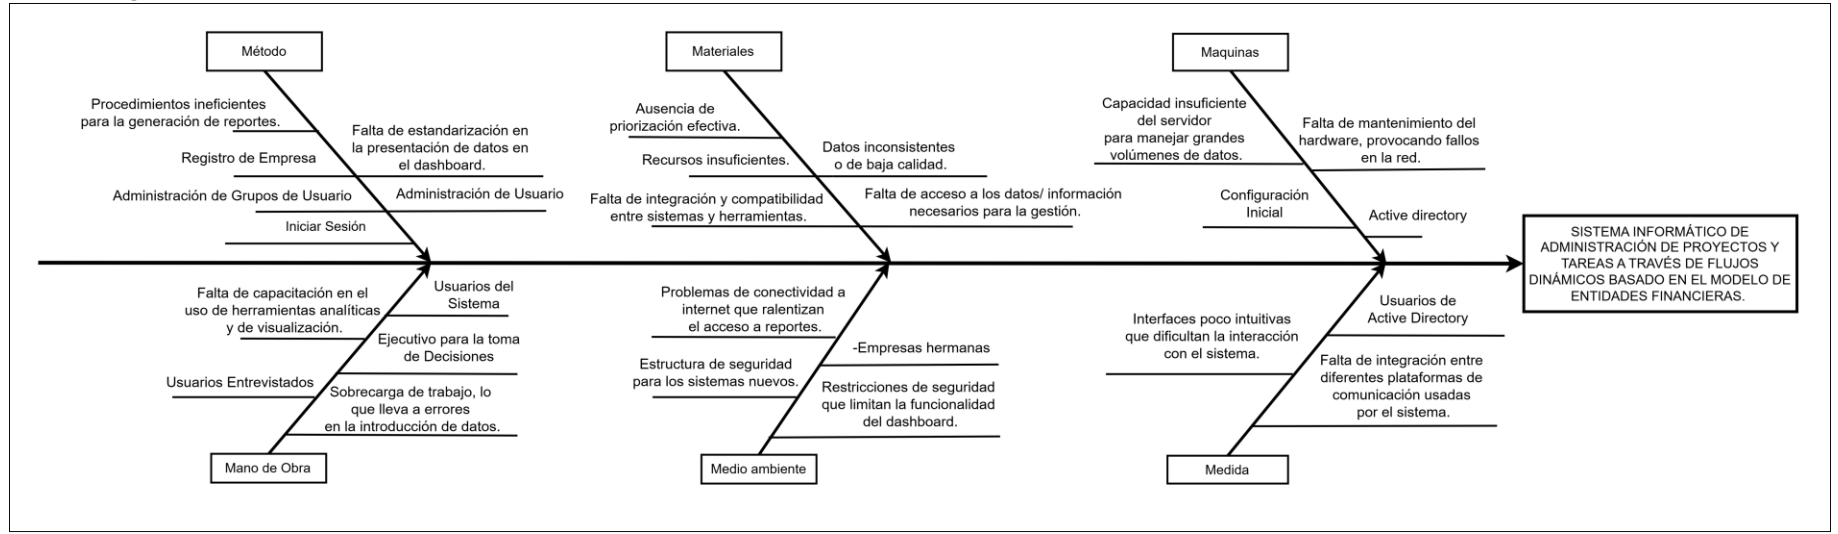 Método
Procedimientos ineficientes
para la generación de reportes.
Falta de estandarización en
la presentación de datos en
el dashboard.
Registro de Empresa
Administración de Grupos de Usuario
Administración de Usuario
Iniciar Sesión
Materiales
Ausencia de
priorización efectiva.
Datos inconsistentes
o de baja calidad.
Recursos insuficientes.
Falta de integración y compatibilidad
entre sistemas y herramientas.
Falta de acceso a los datos/ información
necesarios para la gestión.
Maquinas
Capacidad insuficiente
del servidor
para manejar grandes
volúmenes de datos.
Falta de mantenimiento del
hardware, provocando fallos
en la red.
Configuración
Inicial
Active directory
SISTEMA INFORMÁTICO DE
ADMINISTRACIÓN DE PROYECTOS Y
TAREAS A TRAVÉS DE FLUJOS
DINÁMICOS BASADO EN EL MODELO DE
ENTIDADES FINANCIERAS.
Falta de capacitación en el
uso de herramientas analíticas
y de visualización.
Usuarios del
Sistema
Ejecutivo para la toma
de Decisiones
Usuarios Entrevistados
Sobrecarga de trabajo, lo
que lleva a errores
en la introducción de datos.
Mano de Obra
Problemas de conectividad a
internet que ralentizan
el acceso a reportes.
-Empresas hermanas
Estructura de seguridad
para los sistemas nuevos.
Restricciones de seguridad
que limitan la funcionalidad
del dashboard.
Medio ambiente
Usuarios de
Active Directory
Interfaces poco intuitivas
que dificultan la interacción
con el sistema.
Falta de integración entre
diferentes plataformas de
comunicación usadas
por el sistema.
Medida